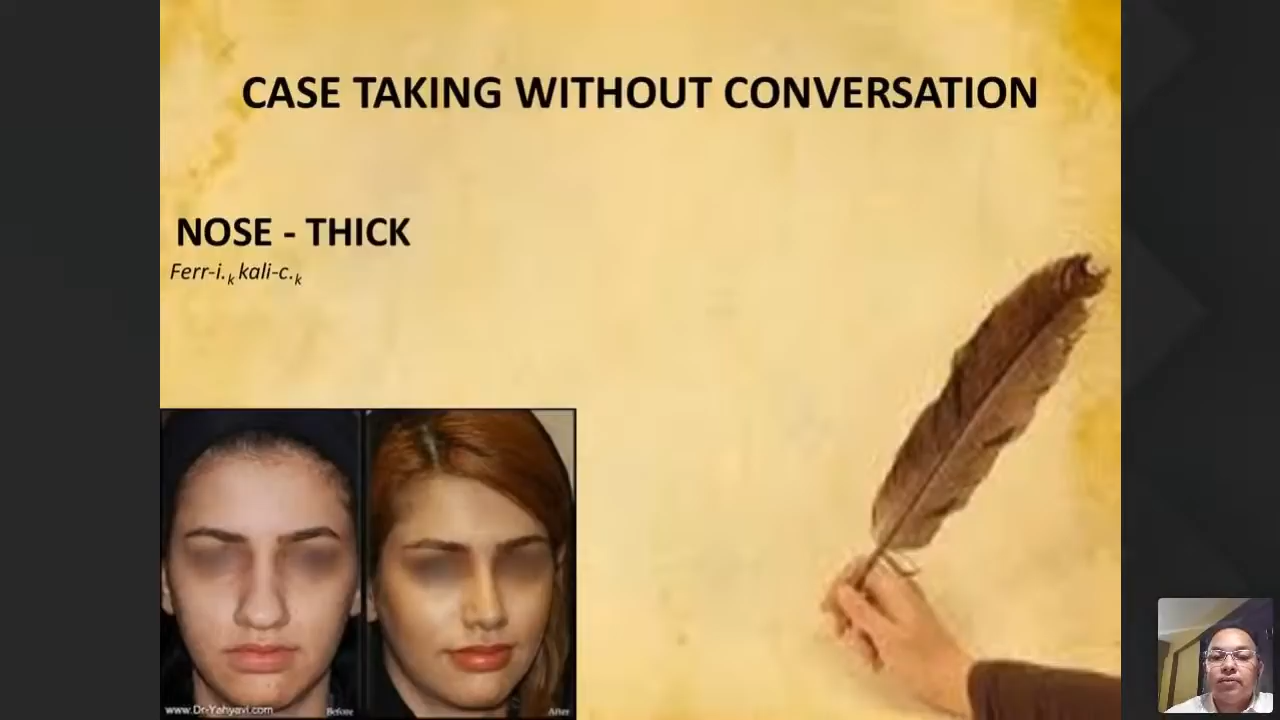 CASE TAKING WITHOUT CONVERSATION
NOSE - THICK
Ferr-i.k kali-c.k
www.Dr-Yahyavi.com
Before
After